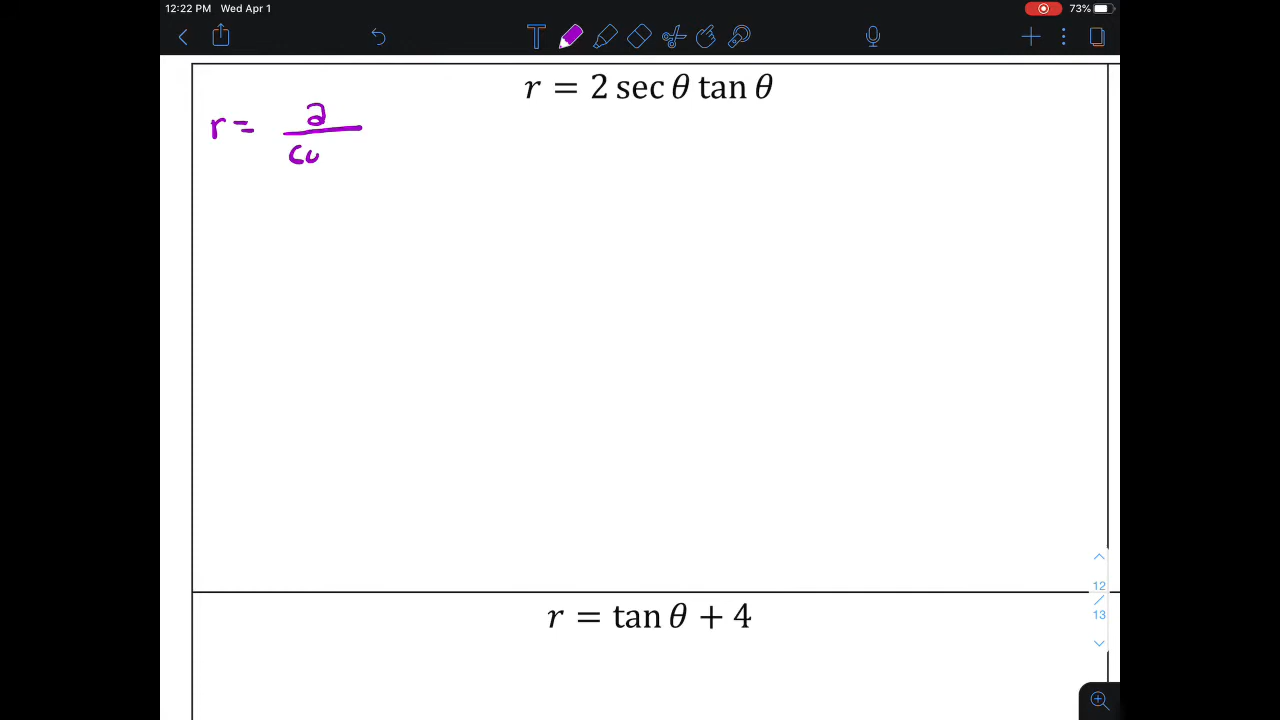 12:22 PM Wed Apr 1
73%
T
r = 2 sec θ tan θ
r = 2
co
12
13
r = tan θ + 4